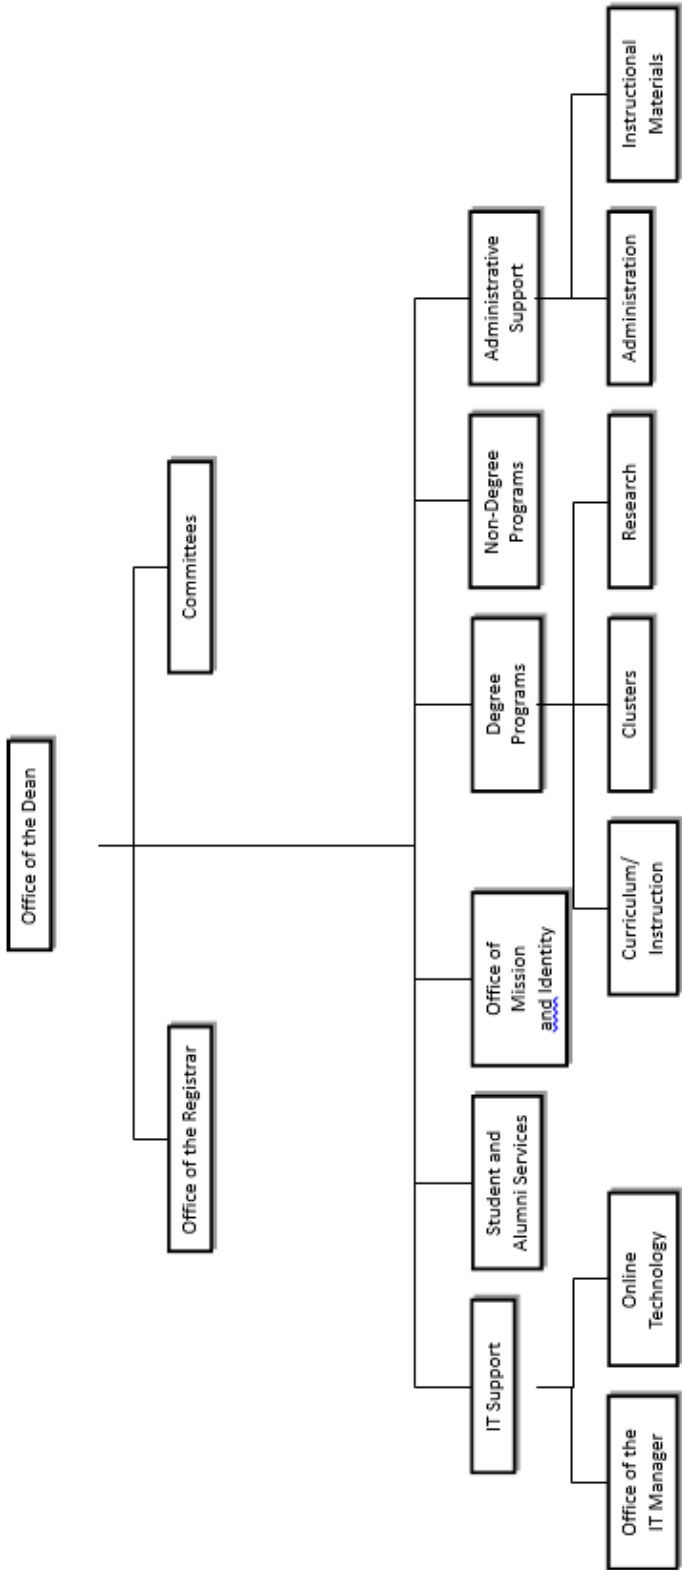 Office of the Dean
Office of the Registrar
Committees
IT Support
Student and
Alumni Services
Office of
Mission
and Identity
Degree
Programs
Non-Degree
Programs
Administrative
Support
Office of the
IT Manager
Online
Technology
Curriculum/
Instruction
Clusters
Research
Administration
Instructional
Materials